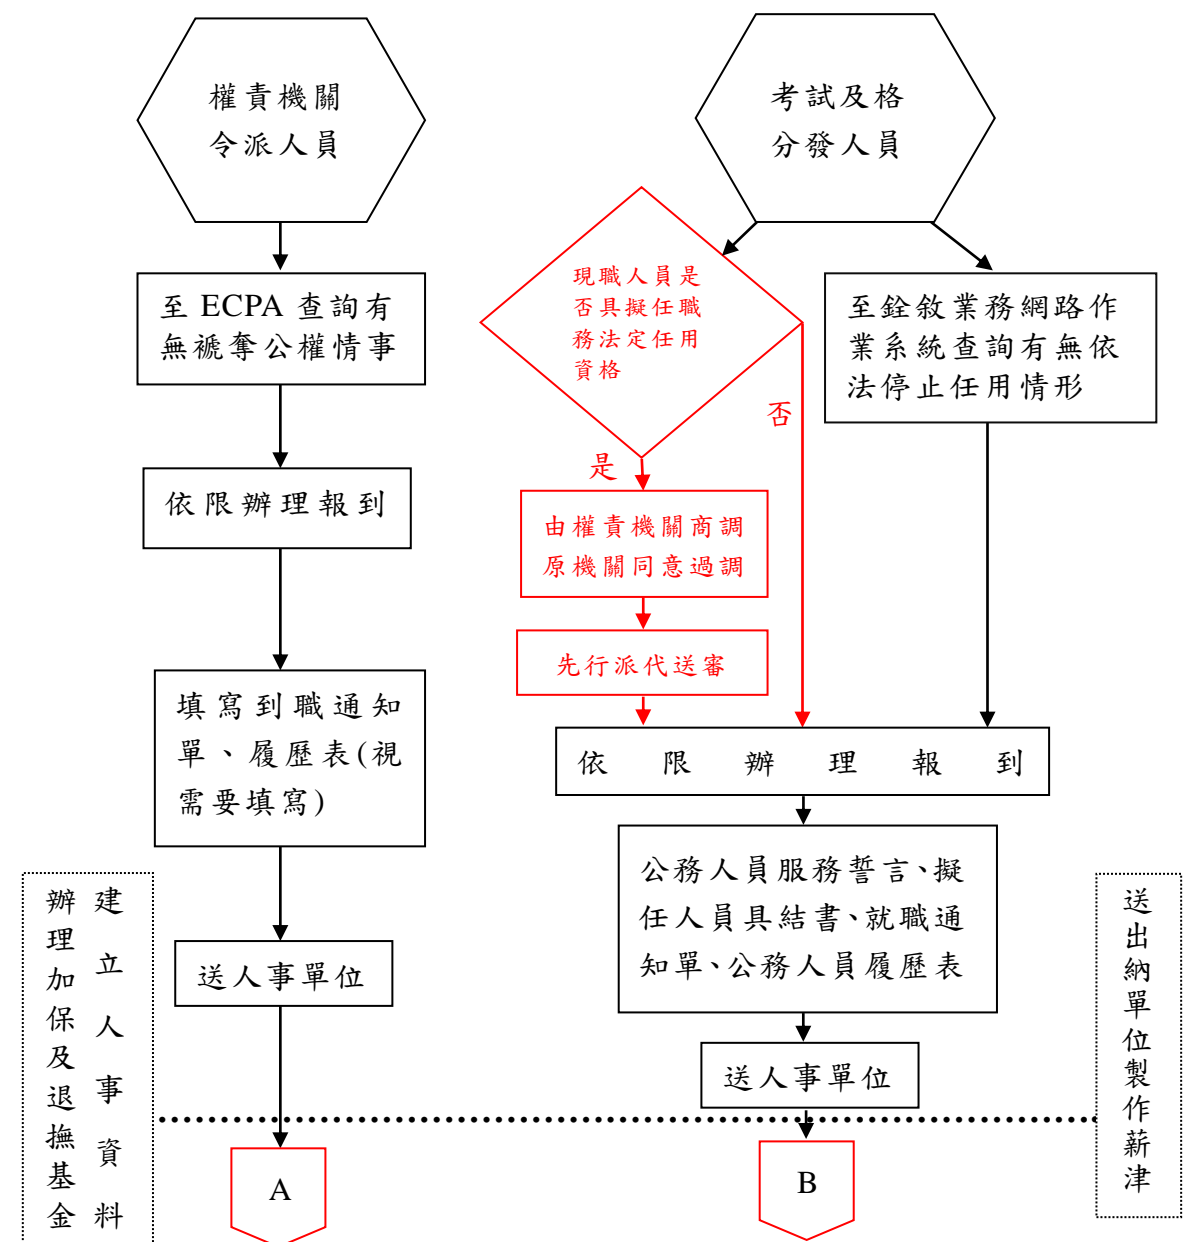 權責機關
令派人員
至 ECPA 查詢有
無褫奪公權情事
依限辦理報到
填寫到職通知
單、履歷表(視
需要填寫)
送人事單位
A
考試及格
分發人員
現職人員是
否具擬任職
務法定任用
資格
是
否
由權責機關商調
原機關同意過調
先行派代送審
至銓敘業務網路作
業系統查詢有無依
法停止任用情形
依限辦理報到
公務人員服務誓言、擬
任人員具結書、就職通
知單、公務人員履歷表
送人事單位
B
建立人事資料
辦理加保及退撫基金
送出納單位製作薪津